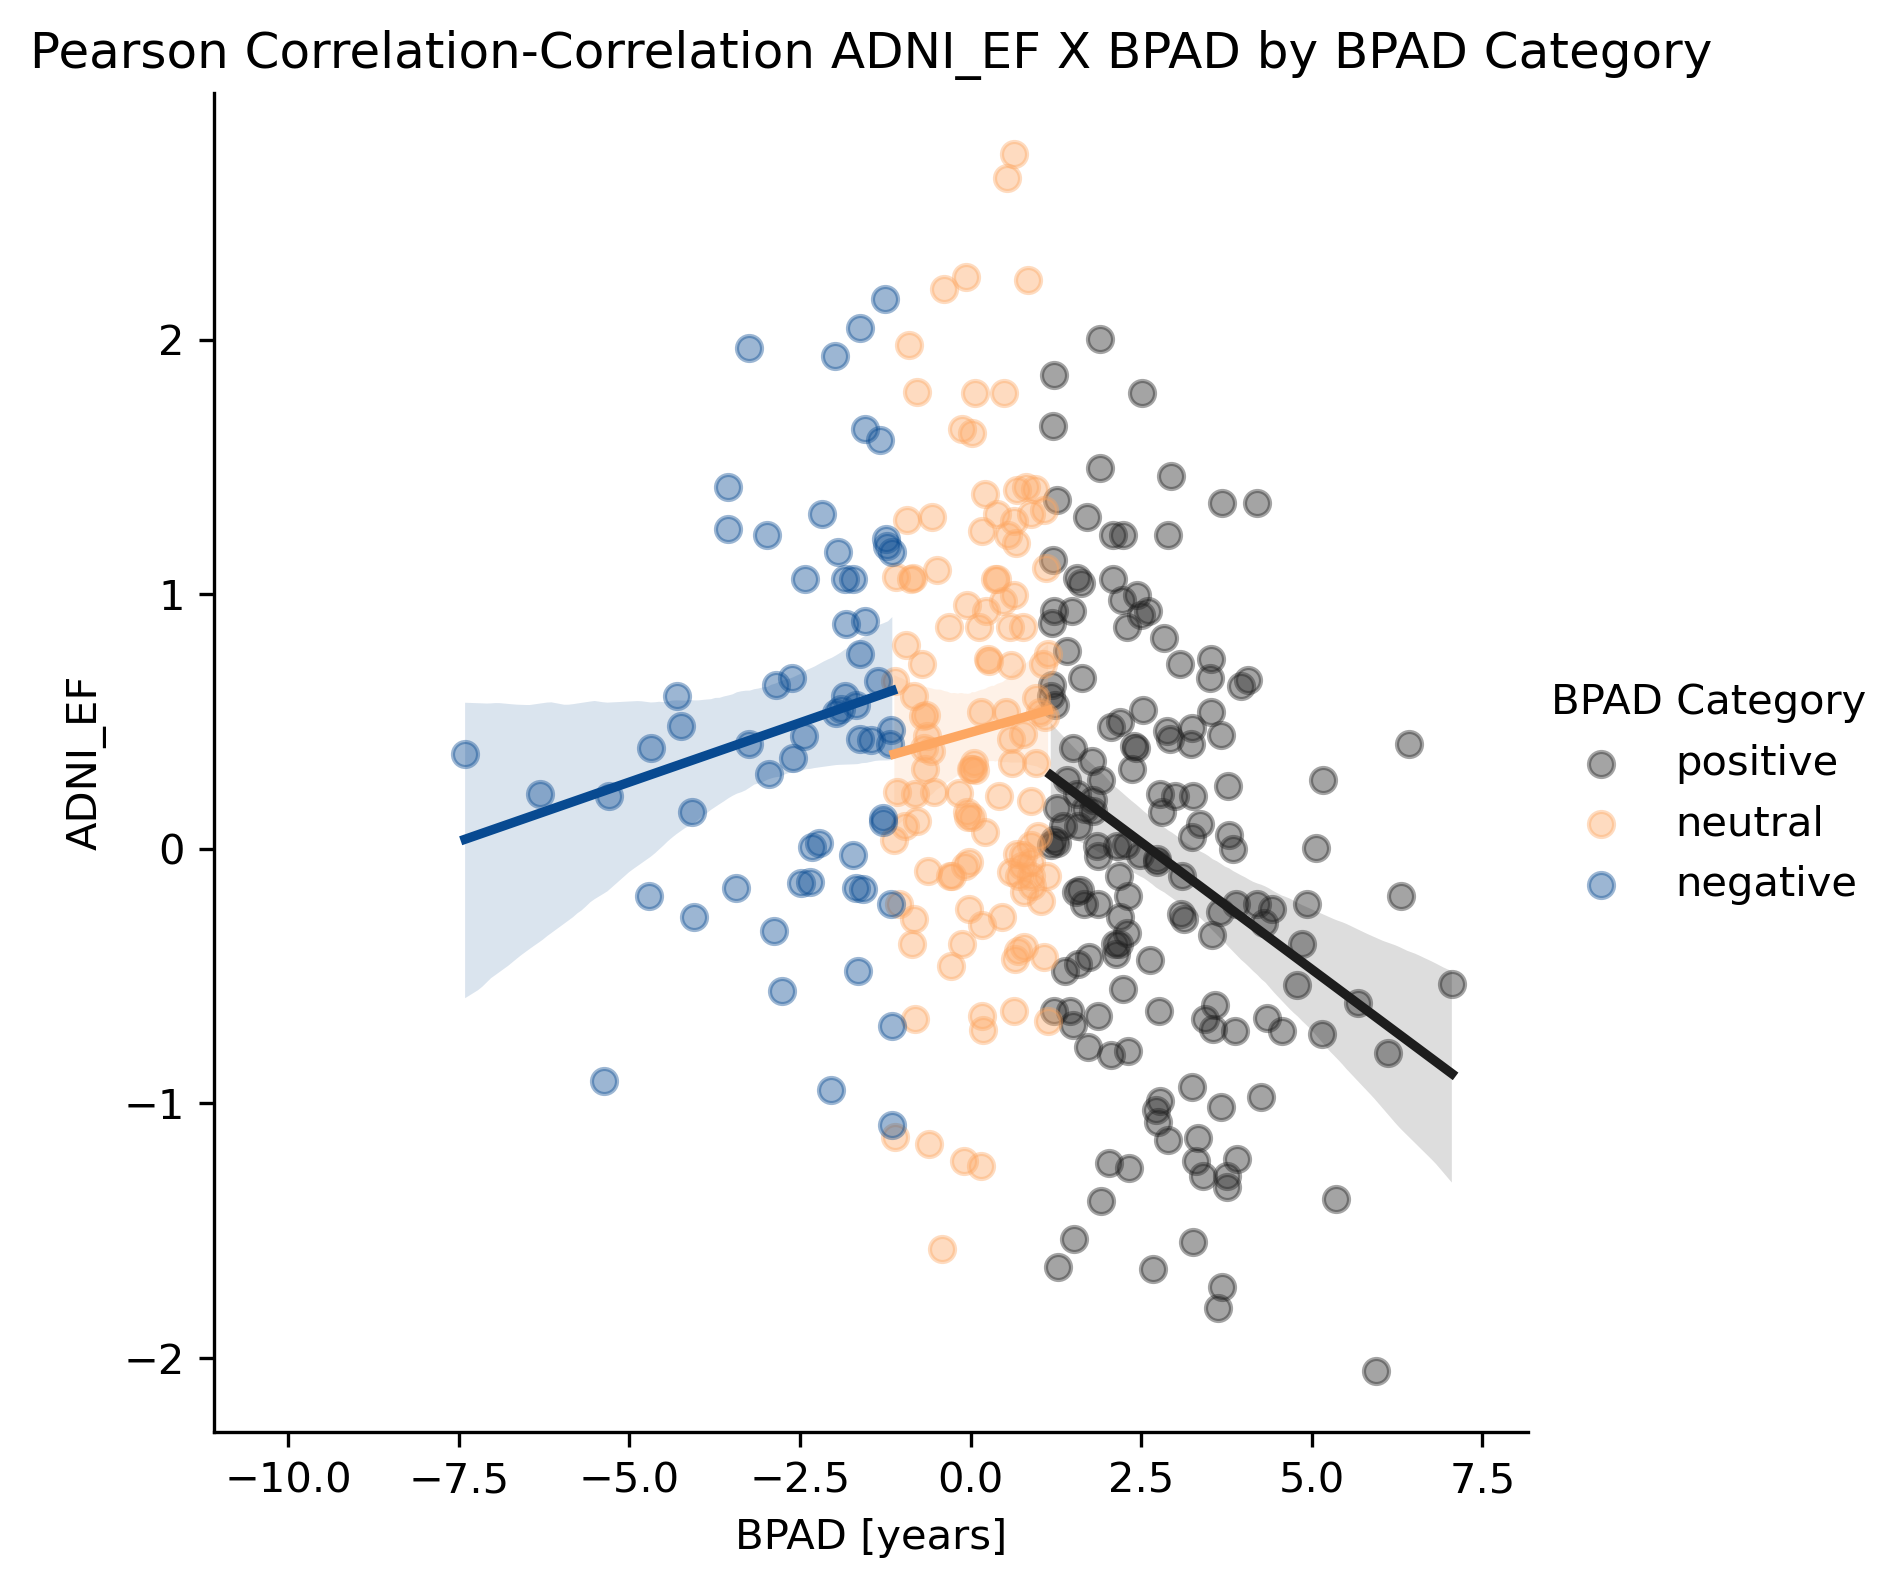 Pearson Correlation-Correlation ADNI_EF X BPAD by BPAD Category
ADNI_EF
2
1
0
−1
−2
−10.0 −7.5 −5.0 −2.5 0.0 2.5 5.0 7.5
BPAD [years]
BPAD Category
positive
neutral
negative